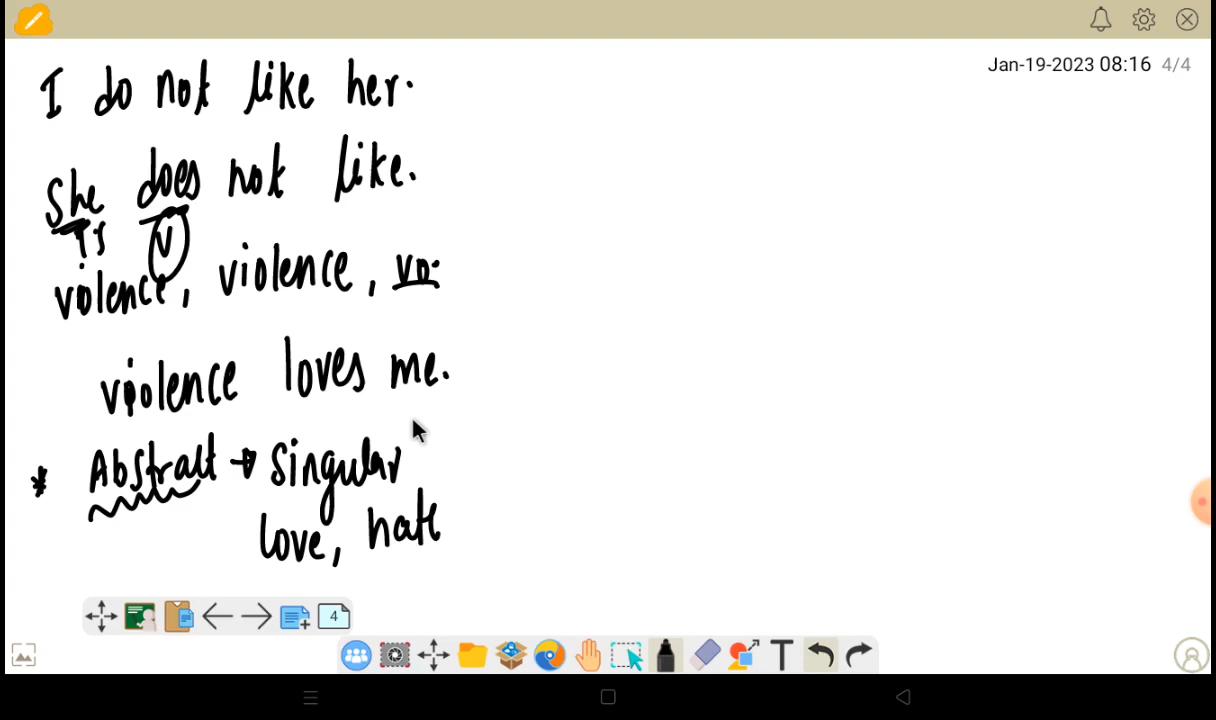 Jan-19-2023 08:16 4/4
I do not like her.
She does not like.
V
violence, violence, vo.
violence loves me.
* Abstract → Singular
love, hate
4
T